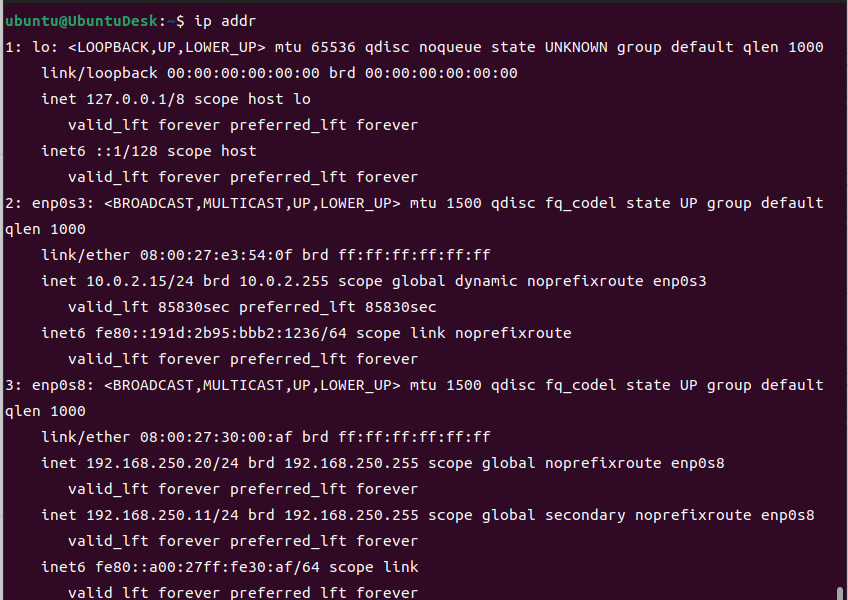 ubuntu@UbuntuDesk:~$ ip addr
1: lo: <LOOPBACK,UP,LOWER_UP> mtu 65536 qdisc noqueue state UNKNOWN group default qlen 1000
    link/loopback 00:00:00:00:00:00 brd 00:00:00:00:00:00
    inet 127.0.0.1/8 scope host lo
       valid_lft forever preferred_lft forever
    inet6 ::1/128 scope host
       valid_lft forever preferred_lft forever
2: enp0s3: <BROADCAST,MULTICAST,UP,LOWER_UP> mtu 1500 qdisc fq_codel state UP group default
qlen 1000
    link/ether 08:00:27:e3:54:0f brd ff:ff:ff:ff:ff:ff
    inet 10.0.2.15/24 brd 10.0.2.255 scope global dynamic noprefixroute enp0s3
       valid_lft 85830sec preferred_lft 85830sec
    inet6 fe80::191d:2b95:bbb2:1236/64 scope link noprefixroute
       valid_lft forever preferred_lft forever
3: enp0s8: <BROADCAST,MULTICAST,UP,LOWER_UP> mtu 1500 qdisc fq_codel state UP group default
qlen 1000
    link/ether 08:00:27:30:00:af brd ff:ff:ff:ff:ff:ff
    inet 192.168.250.20/24 brd 192.168.250.255 scope global noprefixroute enp0s8
       valid_lft forever preferred_lft forever
    inet 192.168.250.11/24 brd 192.168.250.255 scope global secondary noprefixroute enp0s8
       valid_lft forever preferred_lft forever
    inet6 fe80::a00:27ff:fe30:af/64 scope link
       valid_lft forever preferred_lft forever